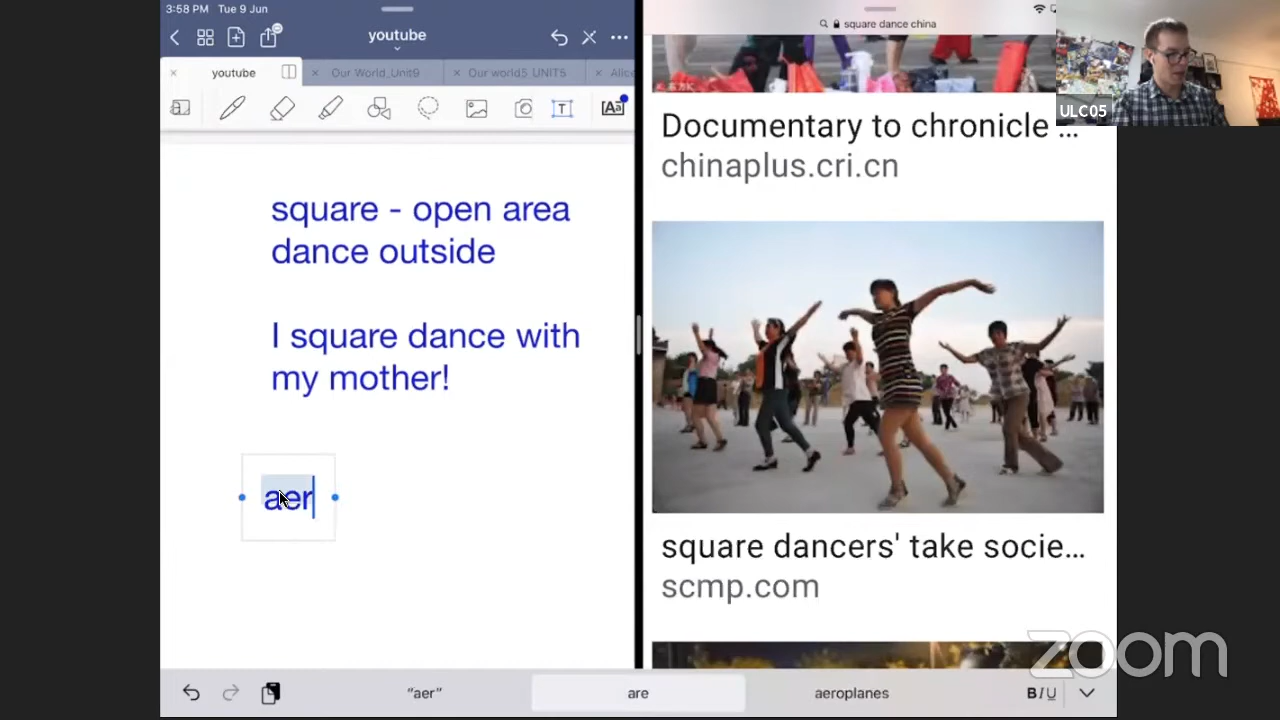 3:58 PM Tue 9 Jun
youtube
square dance china
youtube
Our World_Unit9
Our world5_UNIT5
Alice
T
Aa
square - open area
dance outside
I square dance with
my mother!
aer
Documentary to chronicle ...
chinaplus.cri.cn
square dancers' take socie...
scmp.com
"aer"
are
aeroplanes
B/U
ULC05
zoom